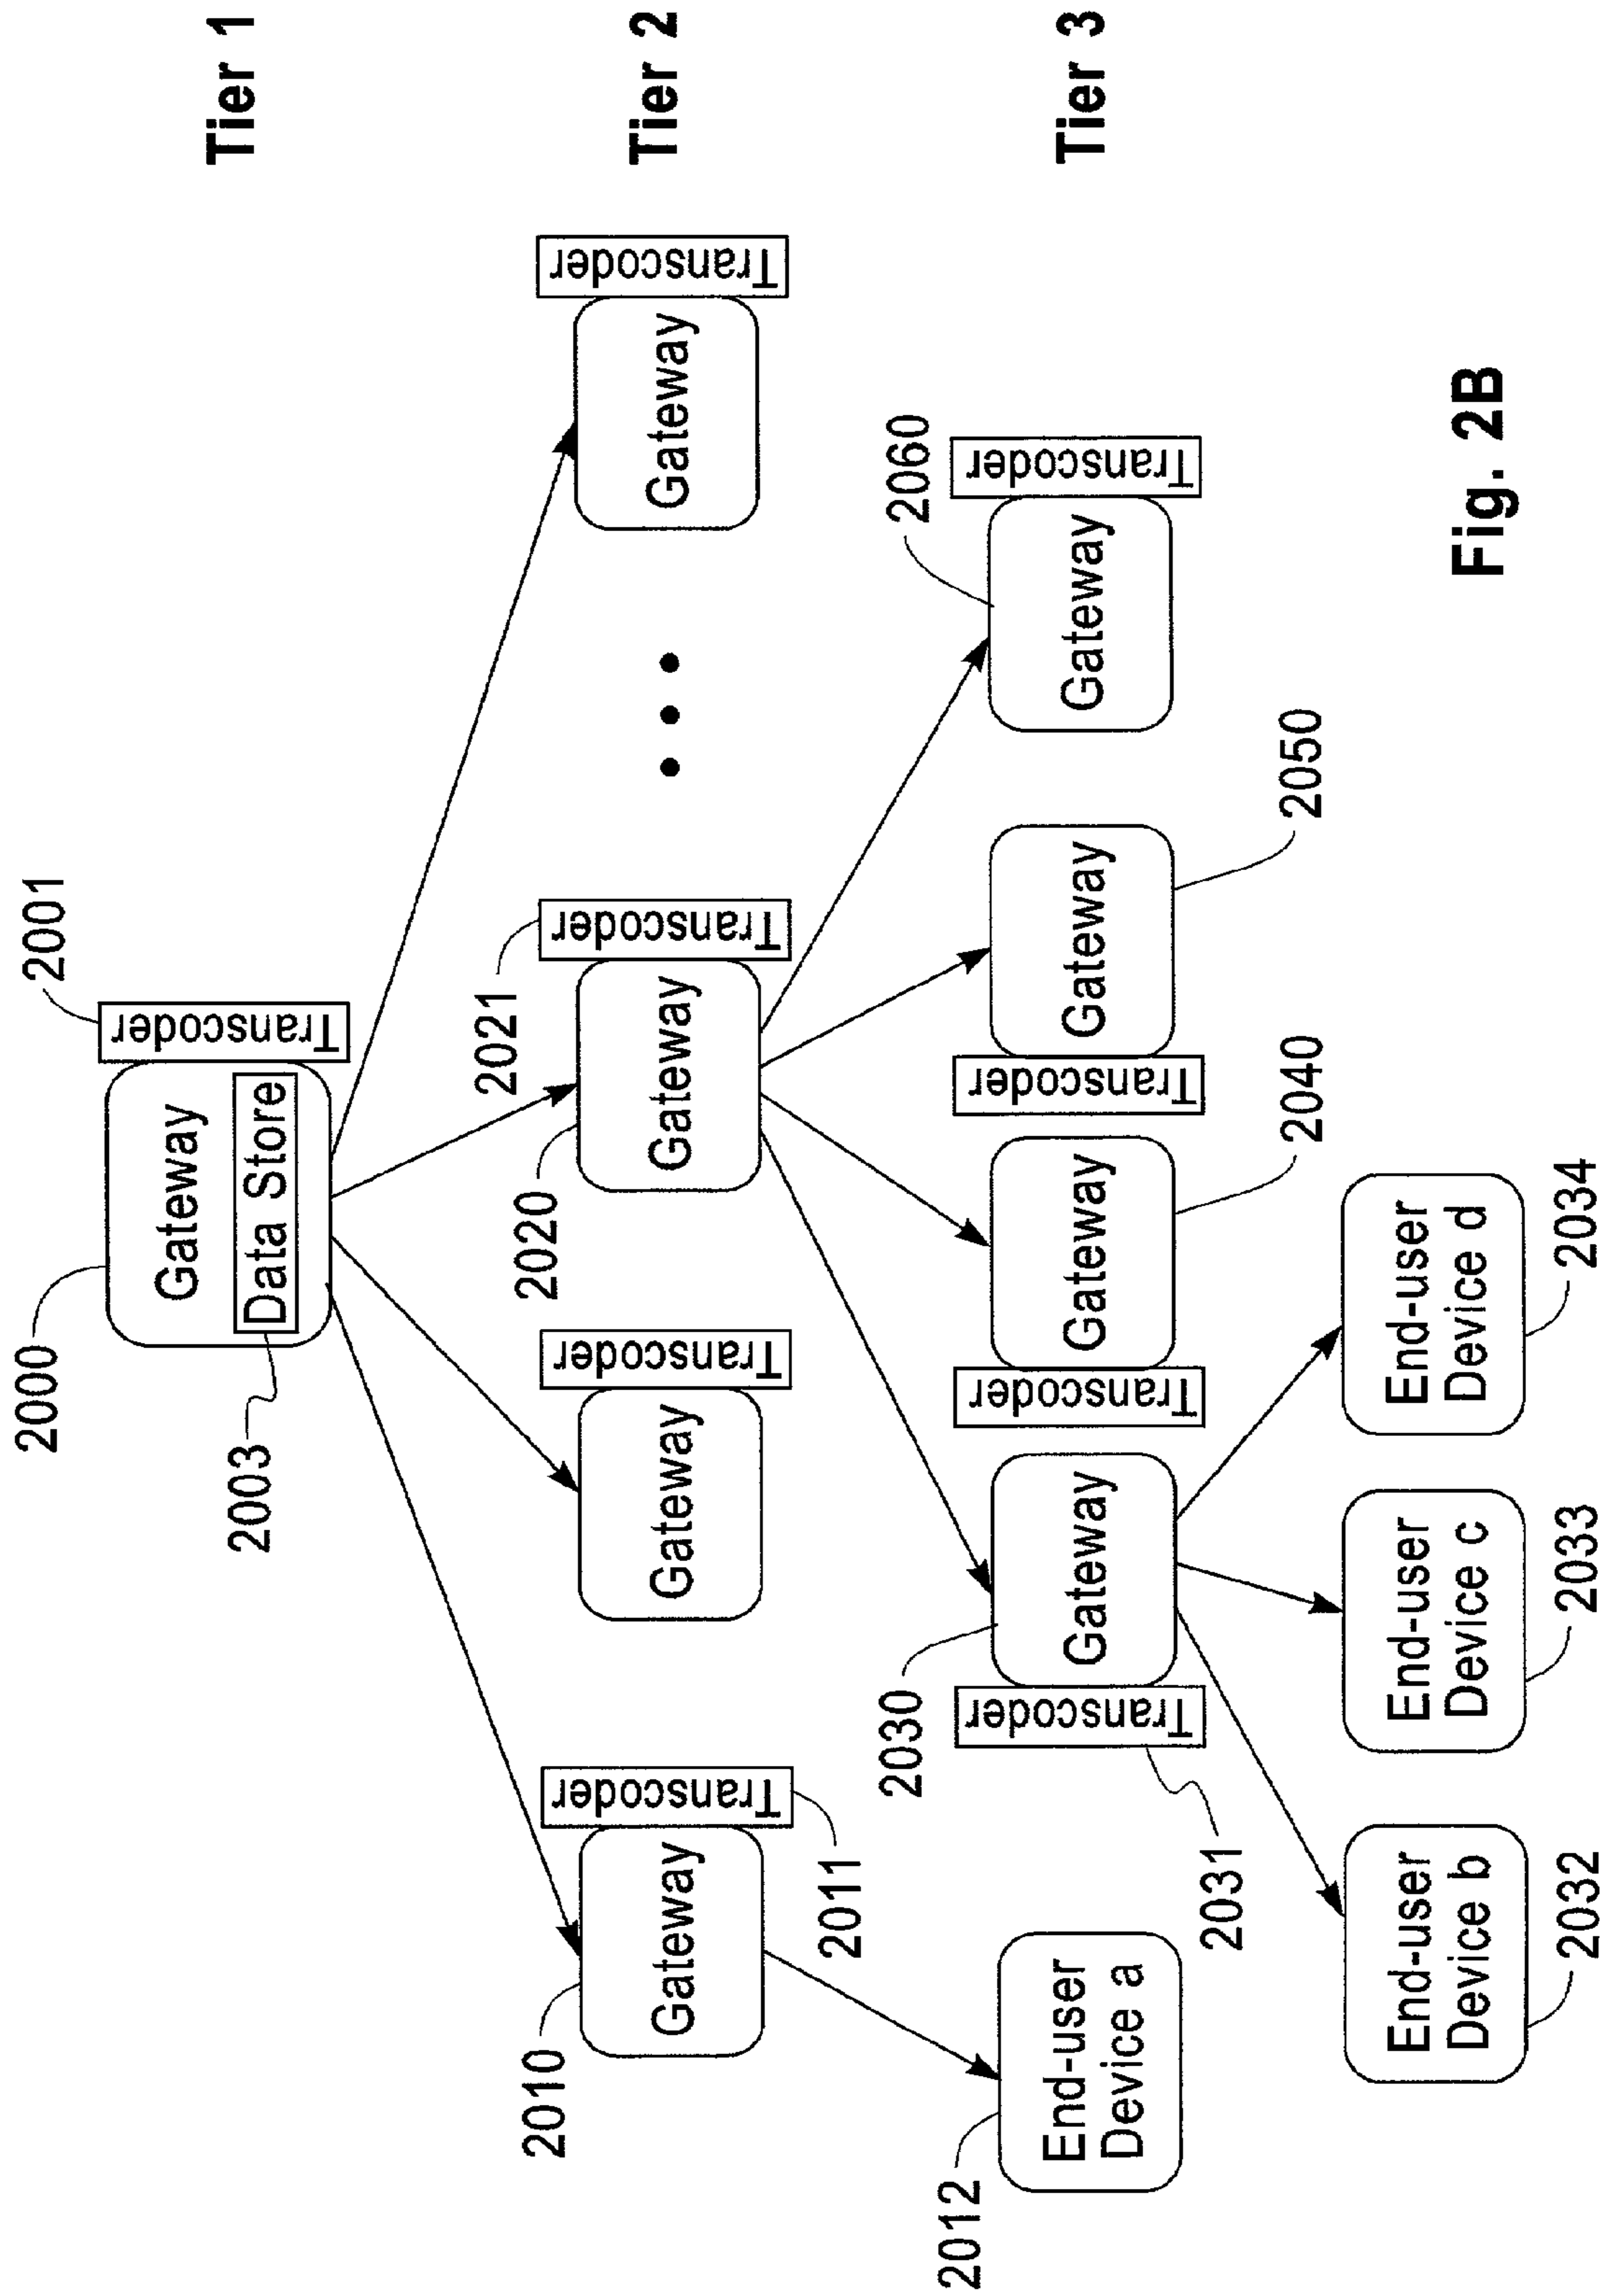 2000
2001
Gateway
Transcoder
Data Store
2003
Tier 1
2010
Gateway
Transcoder
2011
Gateway
Transcoder
2020
2021
Gateway
Transcoder
Gateway
Transcoder
Tier 2
2012
End-user
Device a
2030
Transcoder
Gateway
2031
Transcoder
Gateway
2040
Transcoder
Gateway
2050
2060
Gateway
Transcoder
Tier 3
End-user
Device b
2032
End-user
Device c
2033
End-user
Device d
2034
Fig. 2B